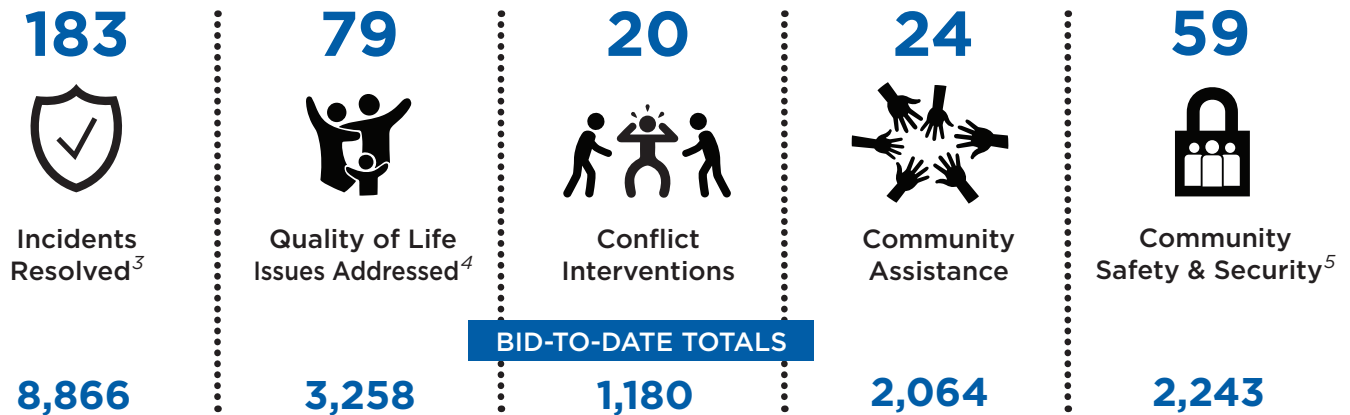 183
79
20
24
59
Incidents
Resolved3
Quality of Life
Issues Addressed4
Conflict
Interventions
Community
Assistance
Community
Safety & Security5
BID-TO-DATE TOTALS
8,866
3,258
1,180
2,064
2,243